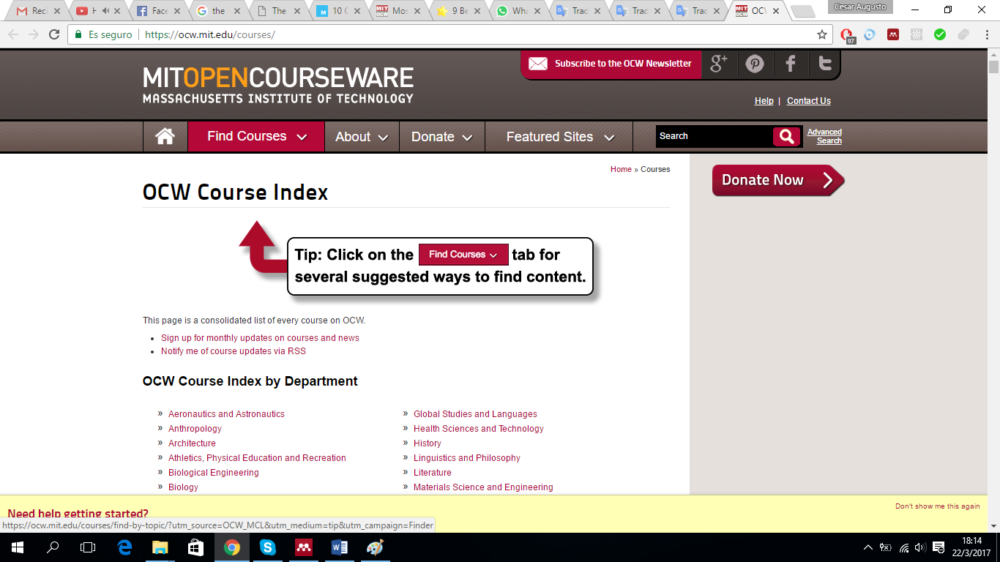 Reci
H
Face
the
The
10 C
Mos
9 Be
Wha
Trad
Trad
Trad
OCW
Cesar Augusto
Es seguro
https://ocw.mit.edu/courses/
97
MITOPENCOURSEWARE
MASSACHUSETTS INSTITUTE OF TECHNOLOGY
Subscribe to the OCW Newsletter
Help | Contact Us
Find Courses
About
Donate
Featured Sites
Search
Advanced
Search
Home » Courses
Donate Now
OCW Course Index
Tip: Click on the Find Courses tab for
several suggested ways to find content.
This page is a consolidated list of every course on OCW.
• Sign up for monthly updates on courses and news
• Notify me of course updates via RSS
OCW Course Index by Department
» Aeronautics and Astronautics
» Anthropology
» Architecture
» Athletics, Physical Education and Recreation
» Biological Engineering
» Biology
» Global Studies and Languages
» Health Sciences and Technology
» History
» Linguistics and Philosophy
» Literature
» Materials Science and Engineering
Need help getting started?
Don't show me this again
https://ocw.mit.edu/courses/find-by-topic/?utm_source=OCW_MCL&utm_medium=tip&utm_campaign=Finder
18:14
22/3/2017